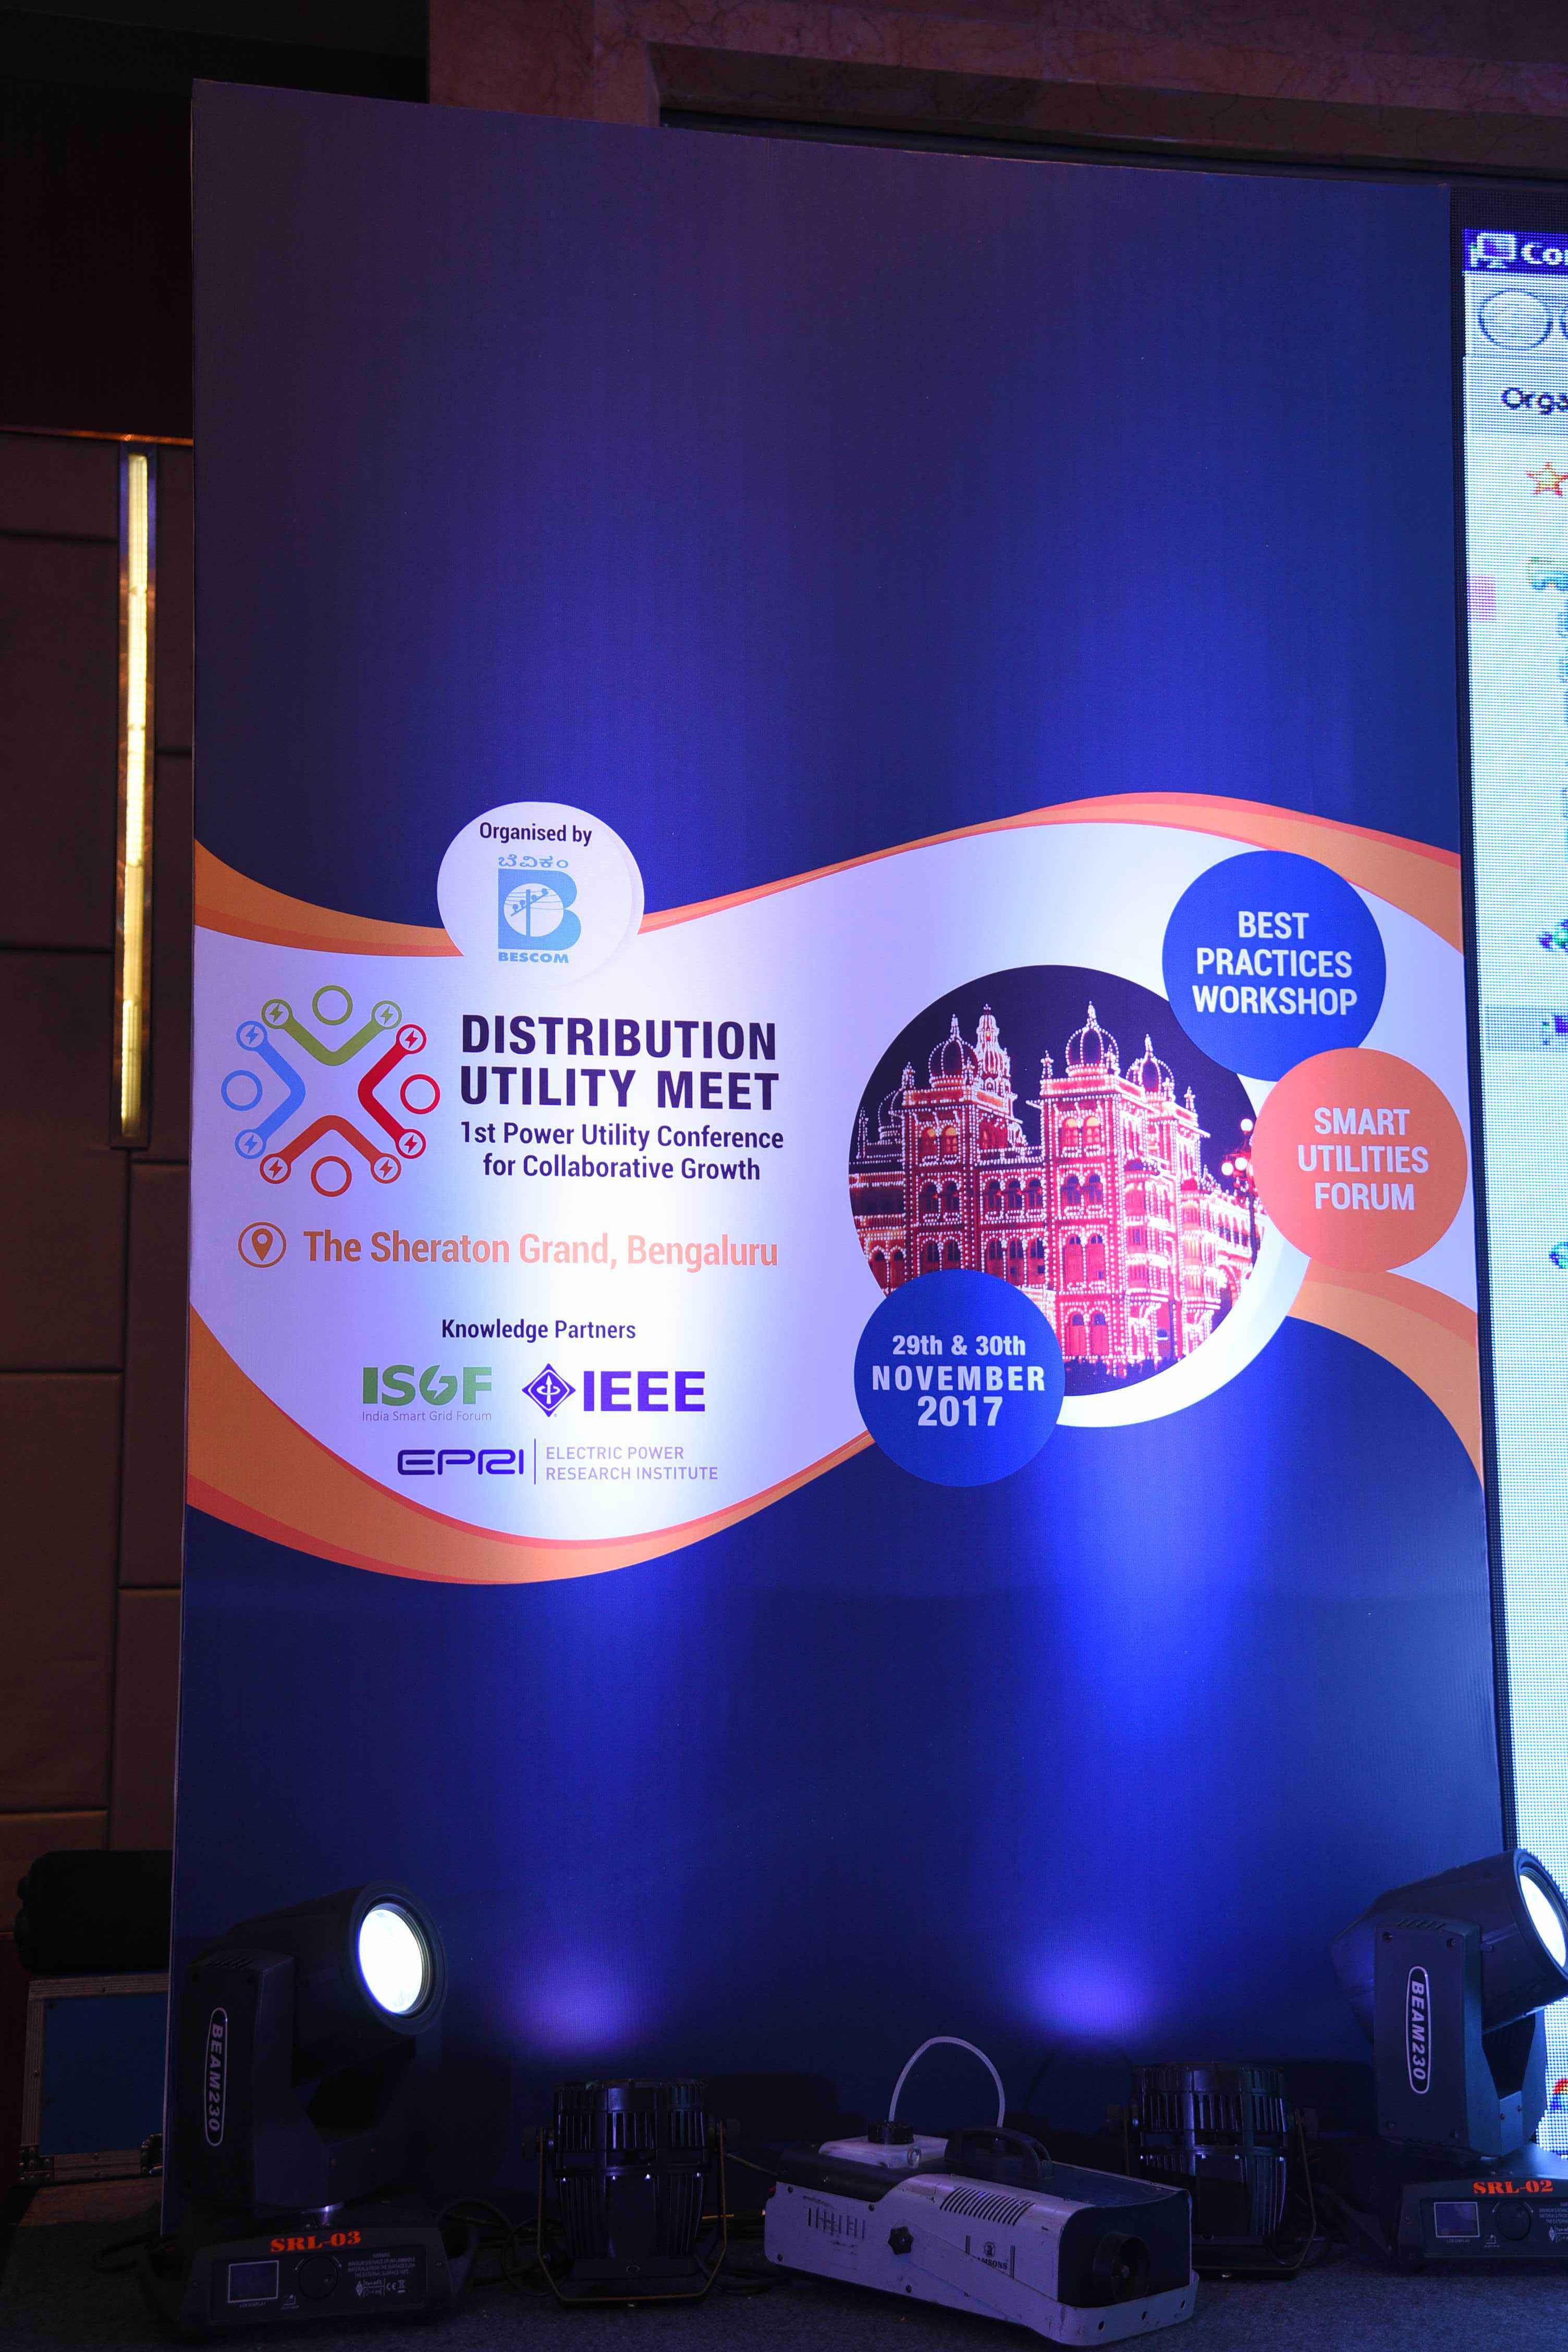 Organised by
ಬೆವಿಕಂ
BESCOM
DISTRIBUTION
UTILITY MEET
1st Power Utility Conference
for Collaborative Growth
The Sheraton Grand, Bengaluru
Knowledge Partners
ISGF
India Smart Grid Forum
IEEE
EPRI
ELECTRIC POWER
RESEARCH INSTITUTE
BEST
PRACTICES
WORKSHOP
SMART
UTILITIES
FORUM
29th & 30th
NOVEMBER
2017
BEAM230
SRL-03
BEAM230
SRL-02